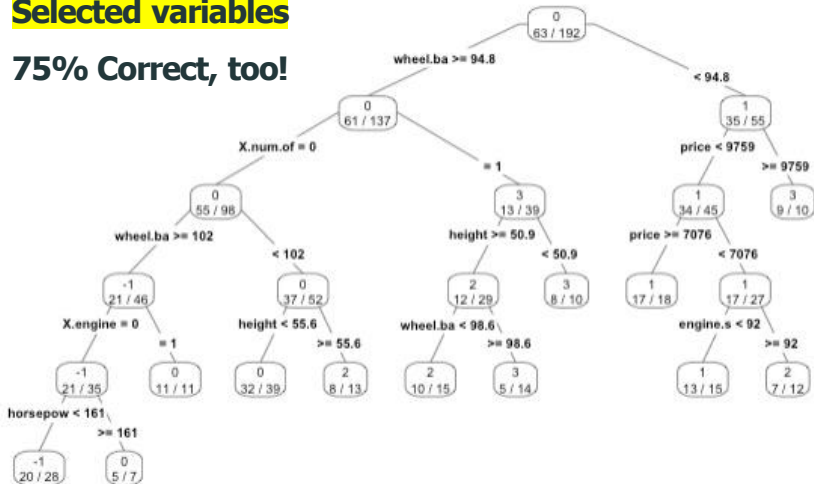 Selected variables
75% Correct, too!
0
63 / 192
wheel.ba >= 94.8
< 94.8
0
61 / 137
1
35 / 55
X.num.of = 0
= 1
price < 9759
>= 9759
0
55 / 98
3
13 / 39
1
34 / 45
3
9 / 10
wheel.ba >= 102
< 102
height >= 50.9
< 50.9
price >= 7076
< 7076
-1
21 / 46
0
37 / 52
2
12 / 29
3
8 / 10
1
17 / 18
1
17 / 27
X.engine = 0
= 1
height < 55.6
>= 55.6
wheel.ba < 98.6
>= 98.6
engine.s < 92
>= 92
-1
21 / 35
0
11 / 11
0
32 / 39
2
8 / 13
2
10 / 15
3
5 / 14
1
13 / 15
2
7 / 12
horsepow < 161
>= 161
-1
20 / 28
0
5 / 7